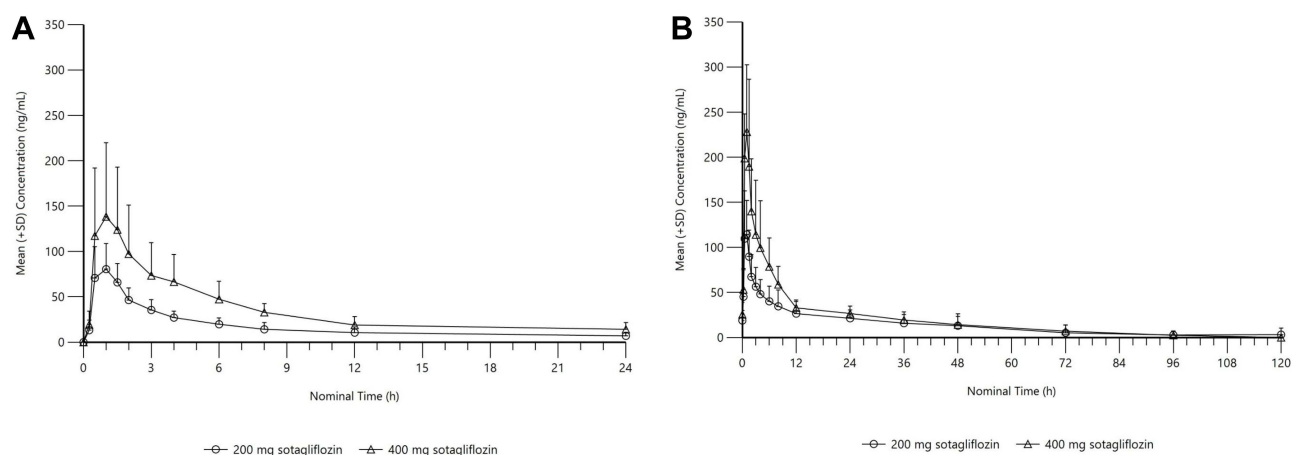 A
350
300
250
200
150
100
50
0
Mean (+SD) Concentration (ng/mL)
0 3 6 9 12 15 18 21 24
Nominal Time (h)
200 mg sotagliflozin 400 mg sotagliflozin
B
350
300
250
200
150
100
50
0
Mean (+SD) Concentration (ng/mL)
0 12 24 36 48 60 72 84 96 108 120
Nominal Time (h)
200 mg sotagliflozin 400 mg sotagliflozin